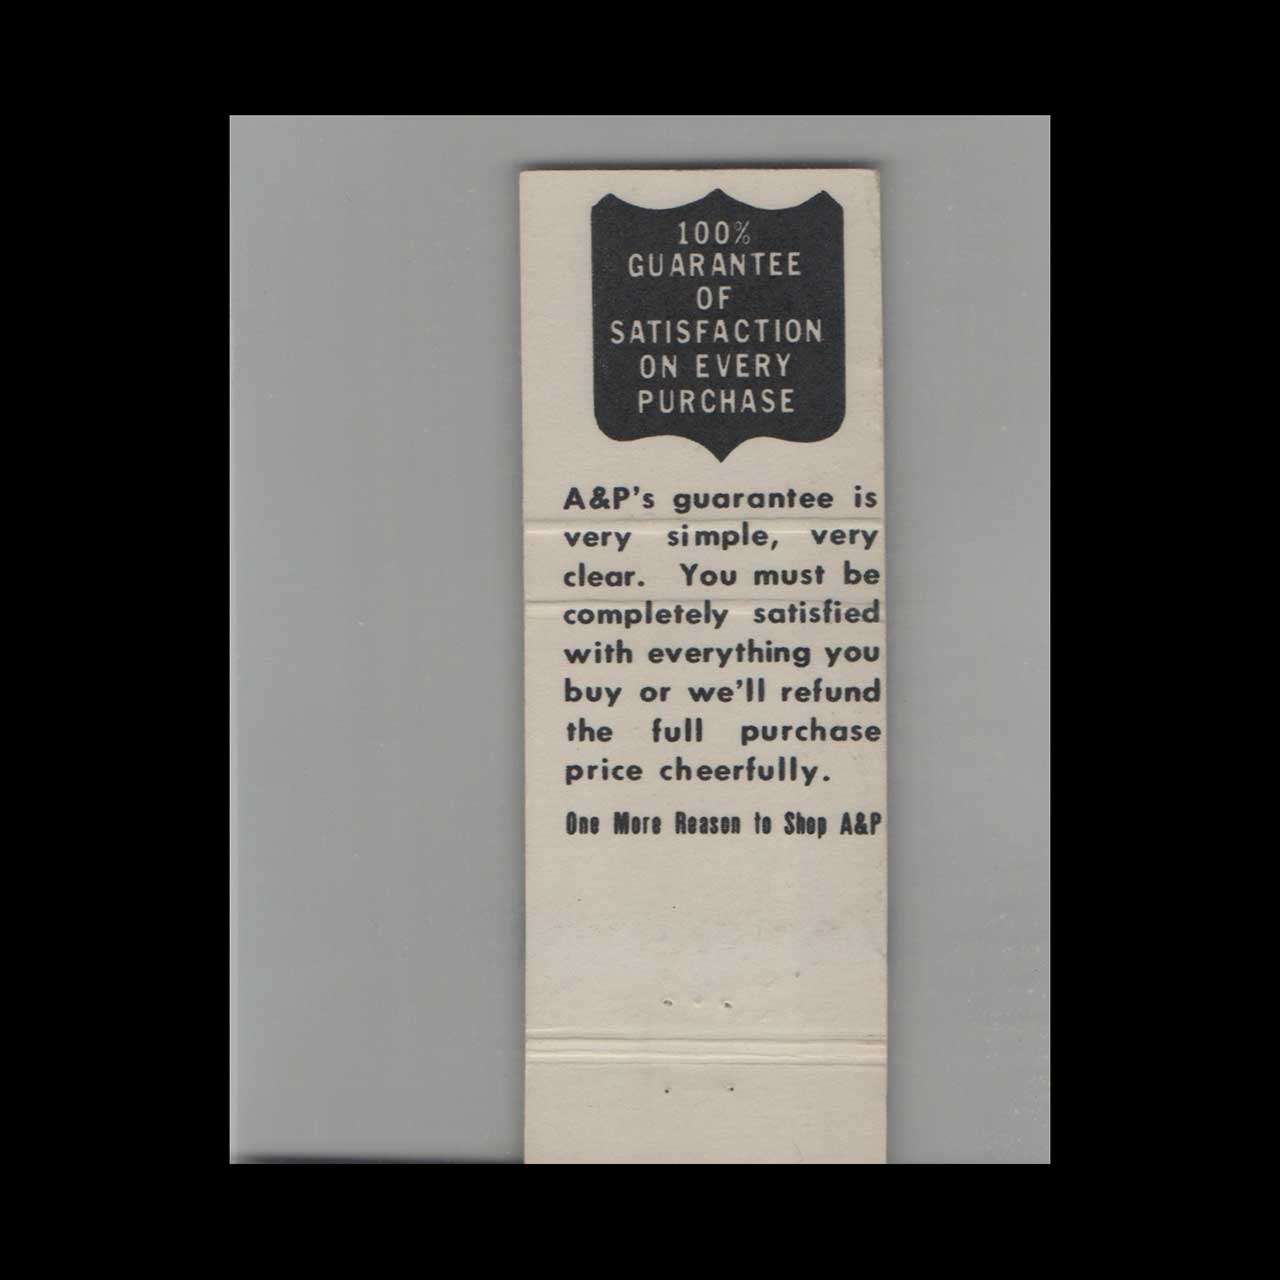 100%
GUARANTEE
OF
SATISFACTION
ON EVERY
PURCHASE
A&P's guarantee is
very simple, very
clear. You must be
completely satisfied
with everything you
buy or we'll refund
the full purchase
price cheerfully.
One More Reason to Shop A&P